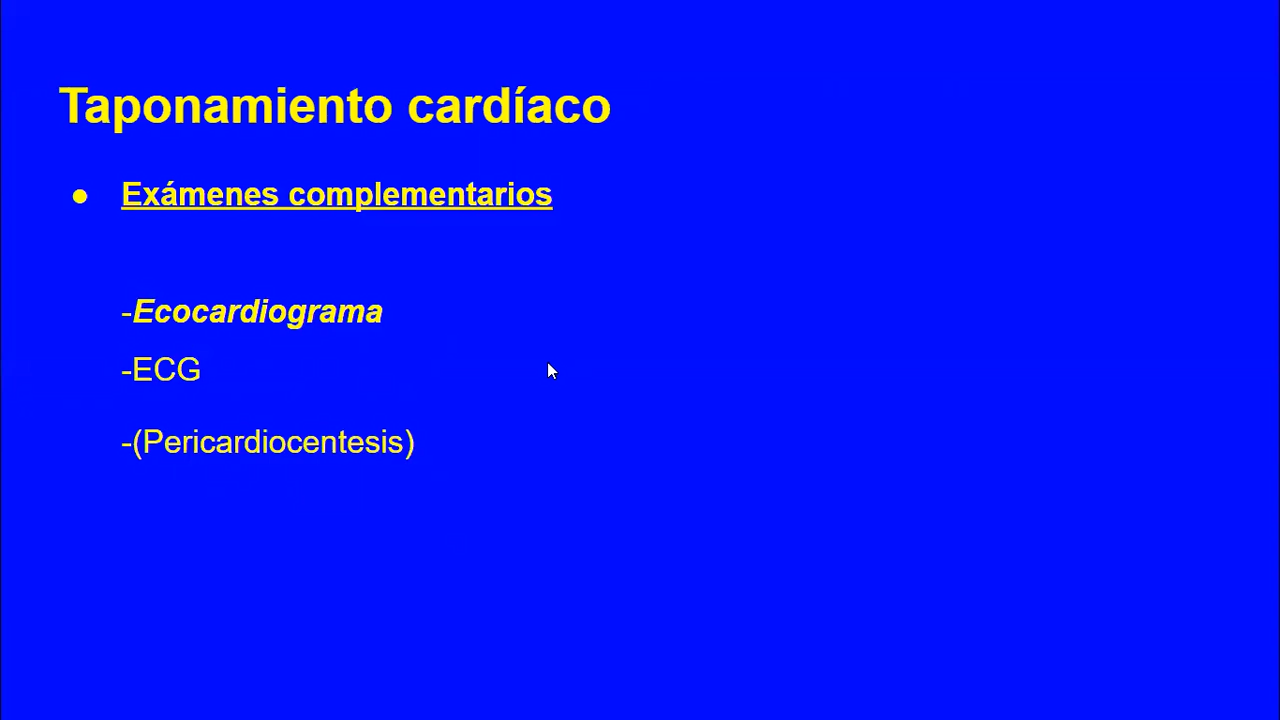 Taponamiento cardíaco
● Exámenes complementarios
-Ecocardiograma
-ECG
-(Pericardiocentesis)